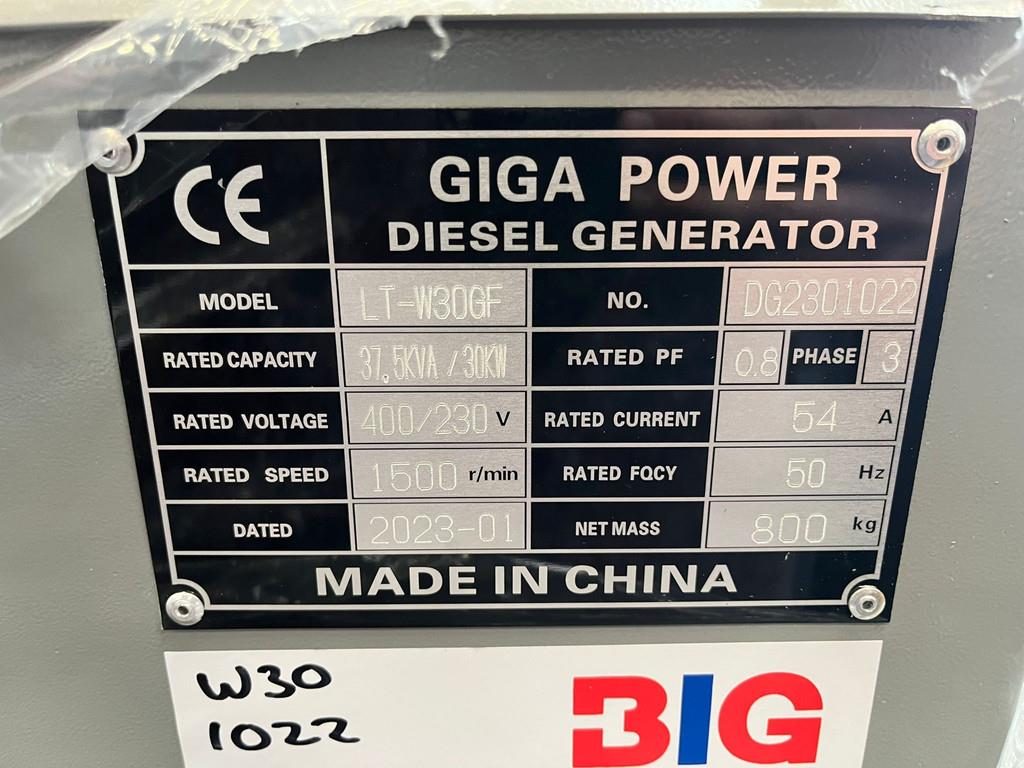 CE
GIGA POWER
DIESEL GENERATOR
MODEL LT-W30GF NO. DG2301022
RATED CAPACITY 37.5KVA/30KW RATED PF 0.8 PHASE 3
RATED VOLTAGE 400/230 V RATED CURRENT 54 A
RATED SPEED 1500 r/min RATED FQCY 50 Hz
DATED 2023-01 NET MASS 800 kg
MADE IN CHINA
W30
1022
BIG